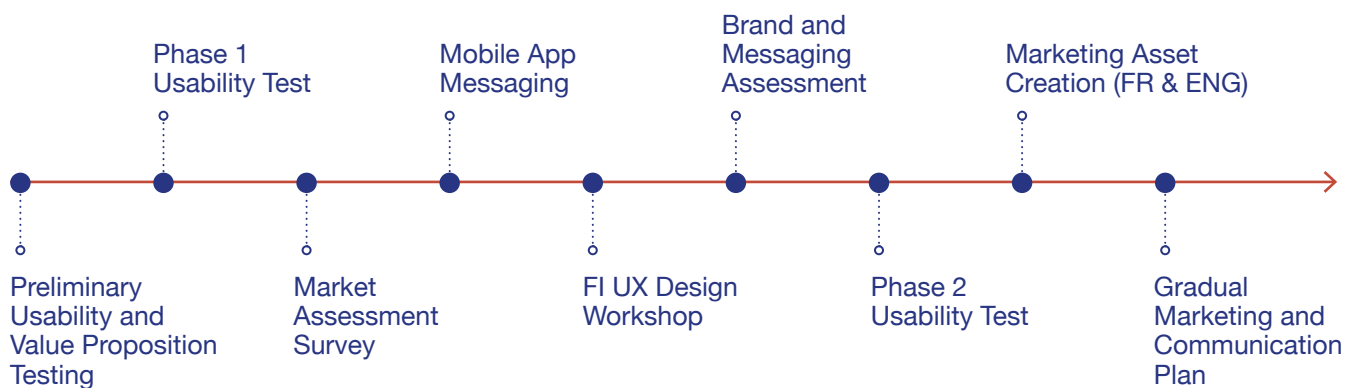 Phase 1
Usability Test
Mobile App
Messaging
Brand and
Messaging
Assessment
Marketing Asset
Creation (FR & ENG)
Preliminary
Usability and
Value Proposition
Testing
Market
Assessment
Survey
FI UX Design
Workshop
Phase 2
Usability Test
Gradual
Marketing and
Communication
Plan